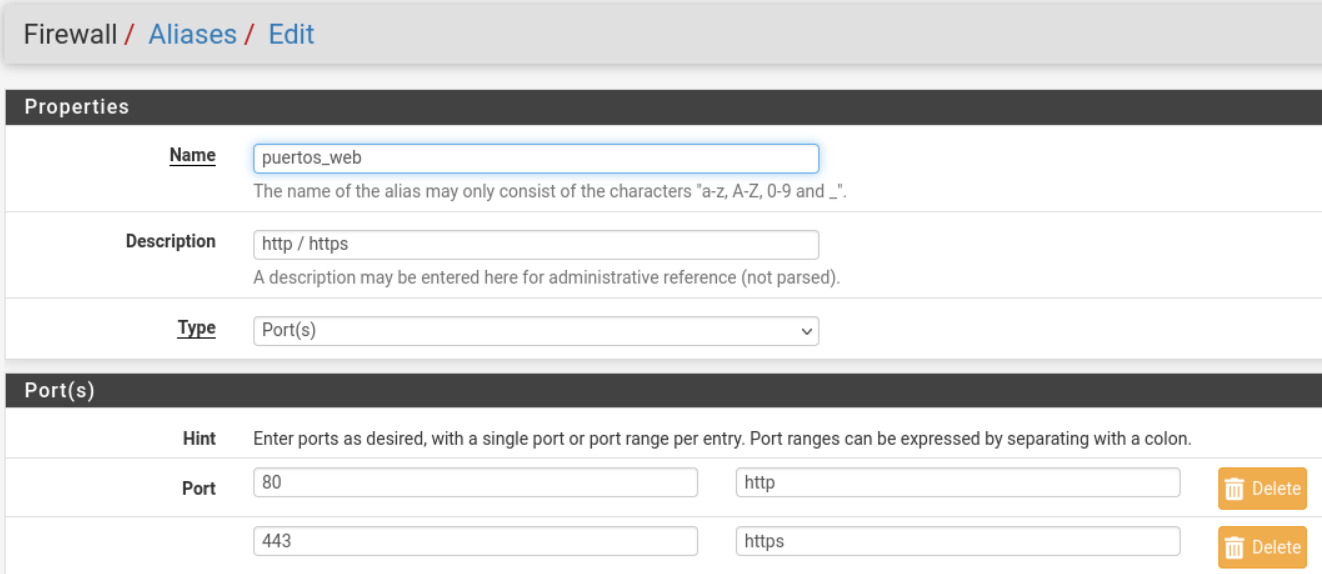 Firewall / Aliases / Edit
Properties
Name puertos_web
The name of the alias may only consist of the characters "a-z, A-Z, 0-9 and _".
Description http / https
A description may be entered here for administrative reference (not parsed).
Type Port(s)
Port(s)
Hint Enter ports as desired, with a single port or port range per entry. Port ranges can be expressed by separating with a colon.
Port 80 http Delete
443 https Delete